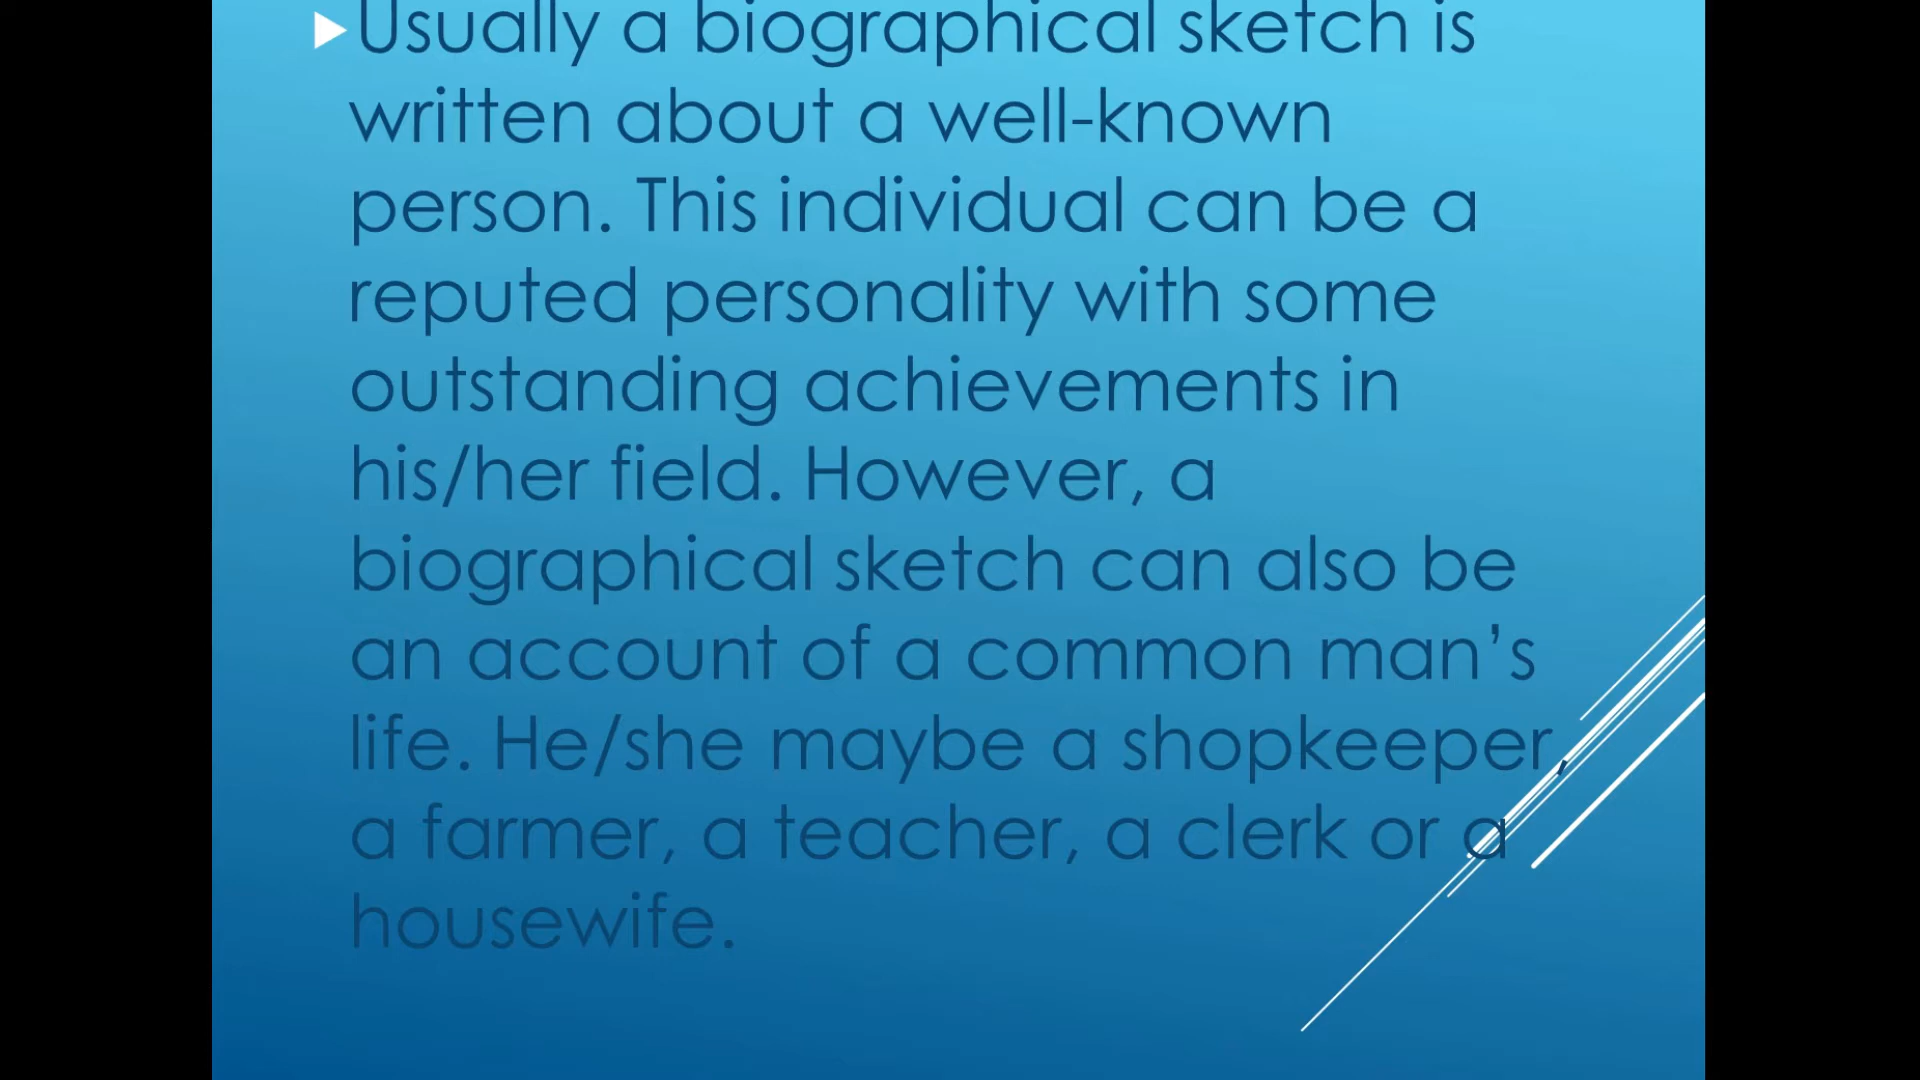 Usually a biographical sketch is
written about a well-known
person. This individual can be a
reputed personality with some
outstanding achievements in
his/her field. However, a
biographical sketch can also be
an account of a common man’s
life. He/she maybe a shopkeeper,
a farmer, a teacher, a clerk or a
housewife.